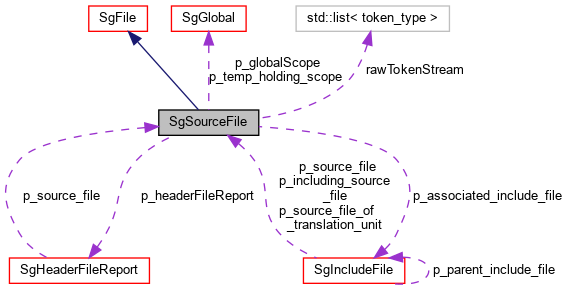 SgFile
SgGlobal
std::list< token_type >
p_globalScope
p_temp_holding_scope
rawTokenStream
SgSourceFile
p_source_file
p_headerFileReport
p_source_file
p_including_source
_file
p_source_file_of
_translation_unit
p_associated_include_file
SgHeaderFileReport
SgIncludeFile
p_parent_include_file